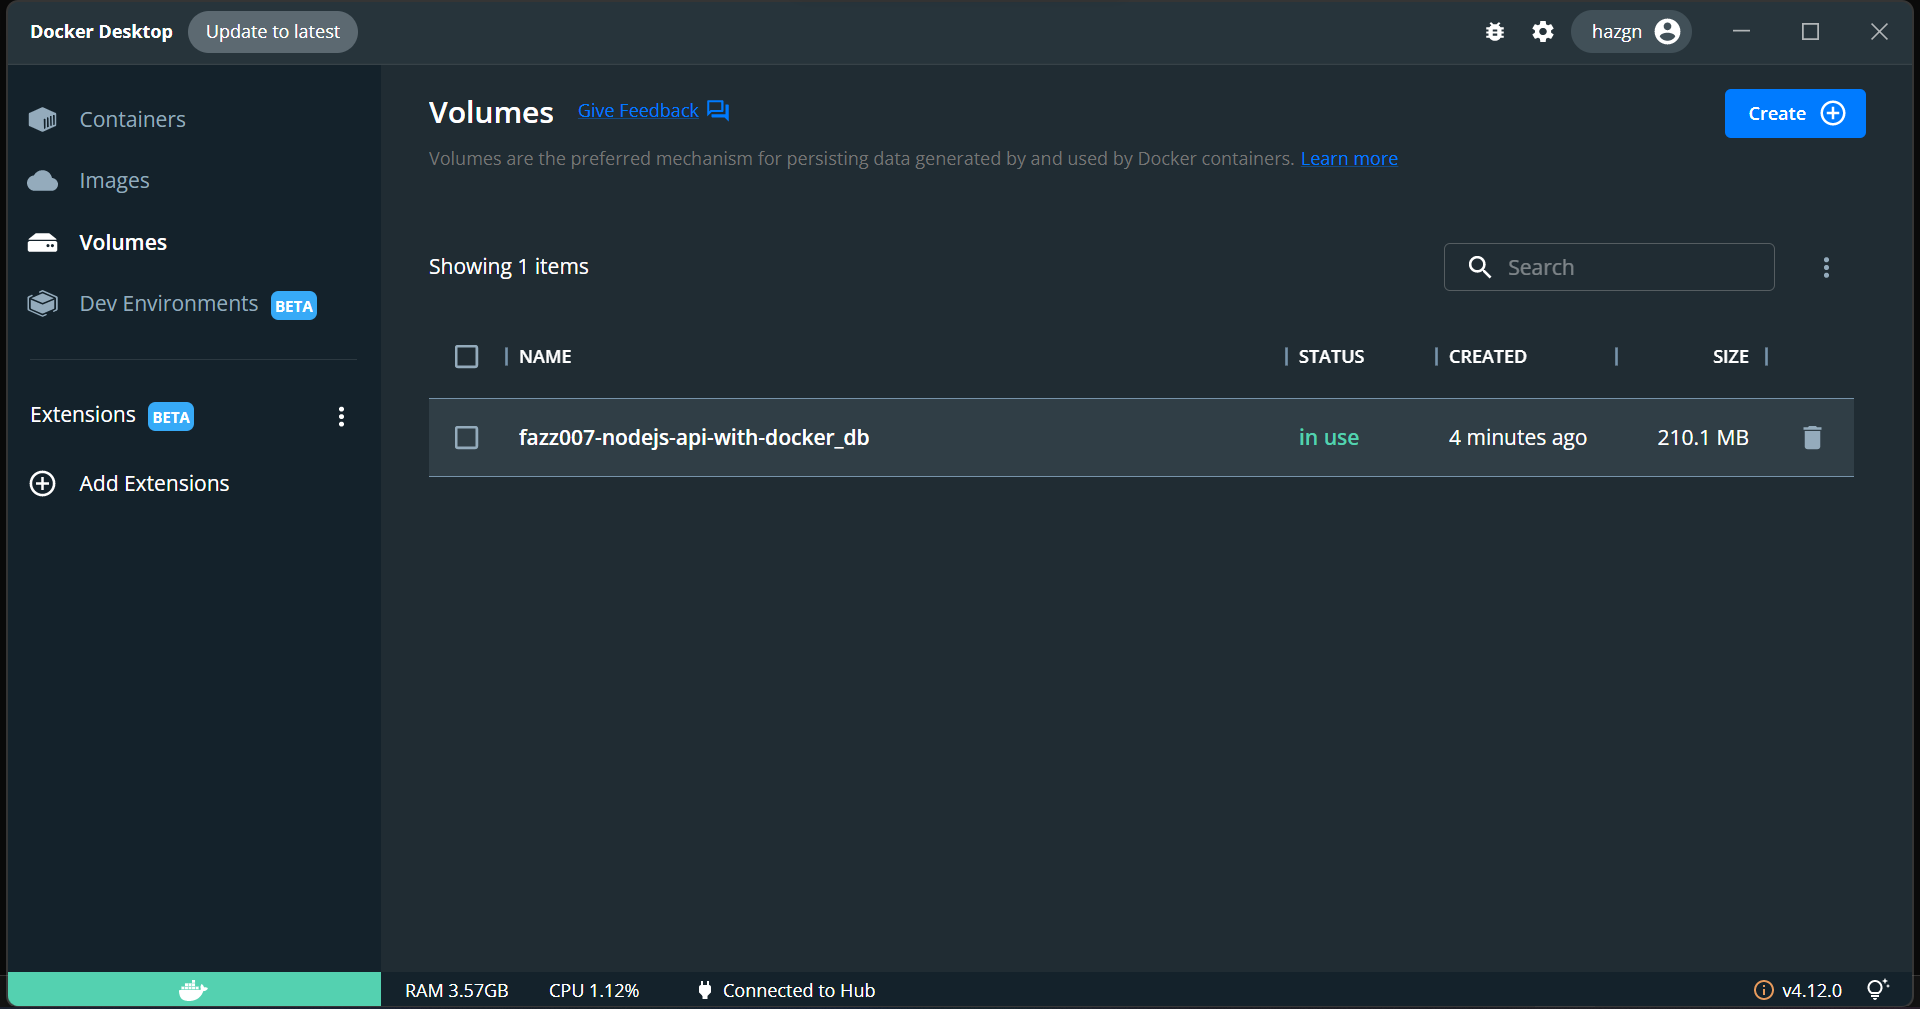 Docker Desktop Update to latest hazgn
Containers
Images
Volumes
Dev Environments BETA
Extensions BETA
Add Extensions
Volumes Give Feedback
Create
Volumes are the preferred mechanism for persisting data generated by and used by Docker containers. Learn more
Showing 1 items
Search
NAME STATUS CREATED SIZE
fazz007-nodejs-api-with-docker_db in use 4 minutes ago 210.1 MB
RAM 3.57GB CPU 1.12% Connected to Hub v4.12.0